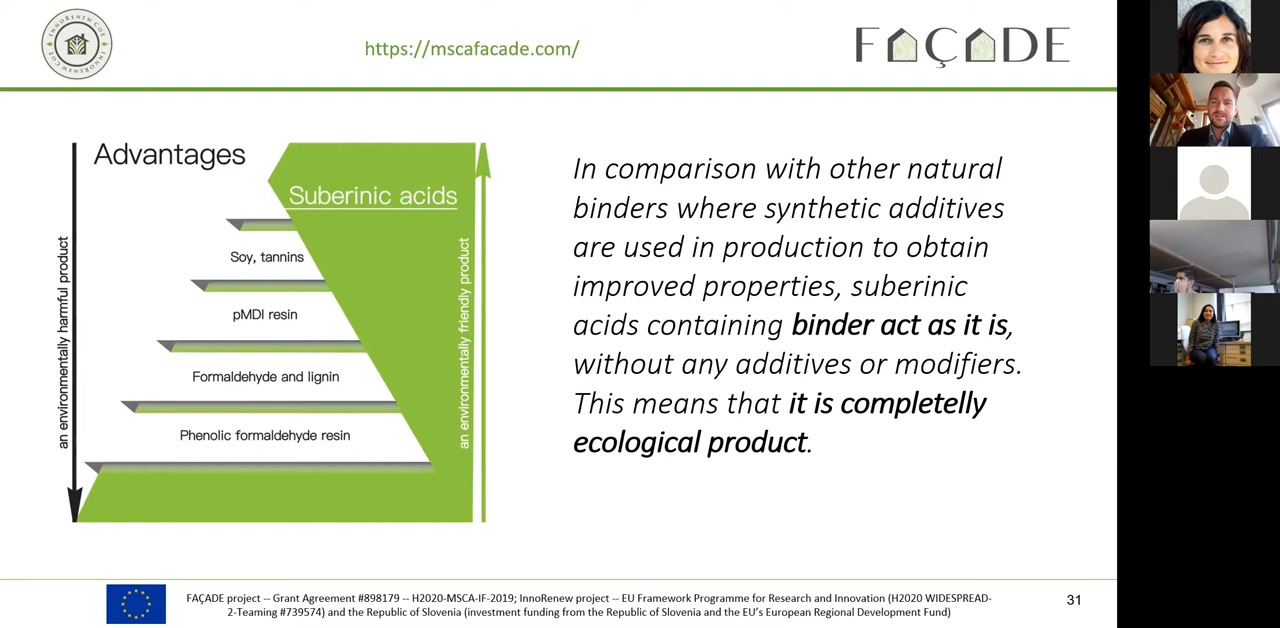 INNORENEW COE
INNORENEW COE
https://mscafacade.com/
FAÇADE
Advantages
Suberinic acids
Soy, tannins
pMDI resin
Formaldehyde and lignin
Phenolic formaldehyde resin
an environmentally harmful product
an environmentally friendly product
In comparison with other natural
binders where synthetic additives
are used in production to obtain
improved properties, suberinic
acids containing binder act as it is,
without any additives or modifiers.
This means that it is completelly
ecological product.
FAÇADE project -- Grant Agreement #898179 -- H2020-MSCA-IF-2019; InnoRenew project -- EU Framework Programme for Research and Innovation (H2020 WIDESPREAD-
2-Teaming #739574) and the Republic of Slovenia (investment funding from the Republic of Slovenia and the EU's European Regional Development Fund)
31